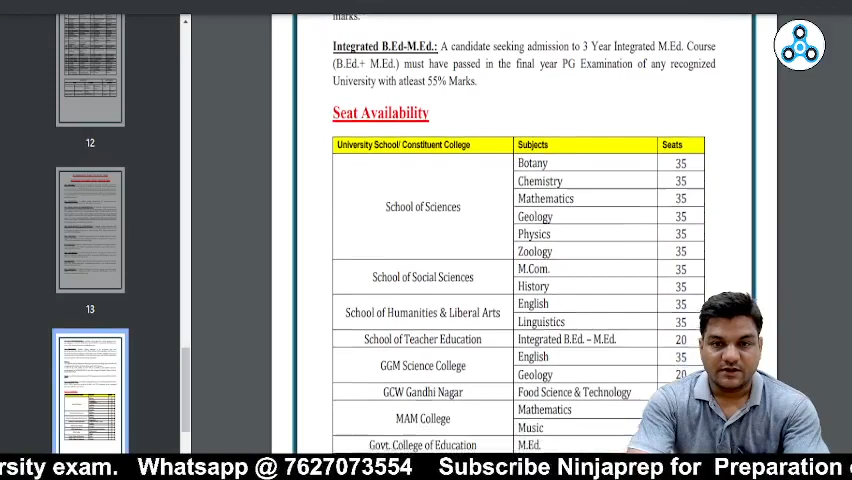 marks.
Integrated B.Ed-M.Ed.: A candidate seeking admission to 3 Year Integrated M.Ed. Course
(B.Ed.+ M.Ed.) must have passed in the final year PG Examination of any recognized
University with atleast 55% Marks.
Seat Availability
University School/ Constituent College Subjects Seats
School of Sciences
Botany 35
Chemistry 35
Mathematics 35
Geology 35
Physics 35
Zoology 35
School of Social Sciences
M.Com. 35
History 35
School of Humanities & Liberal Arts
English 35
Linguistics 35
School of Teacher Education Integrated B.Ed. – M.Ed. 20
GGM Science College
English 35
Geology 20
GCW Gandhi Nagar Food Science & Technology
MAM College
Mathematics
Music
Govt. College of Education M.Ed.
12
13
rsity exam. Whatsapp @ 7627073554 Subscribe Ninjaprep for Preparation